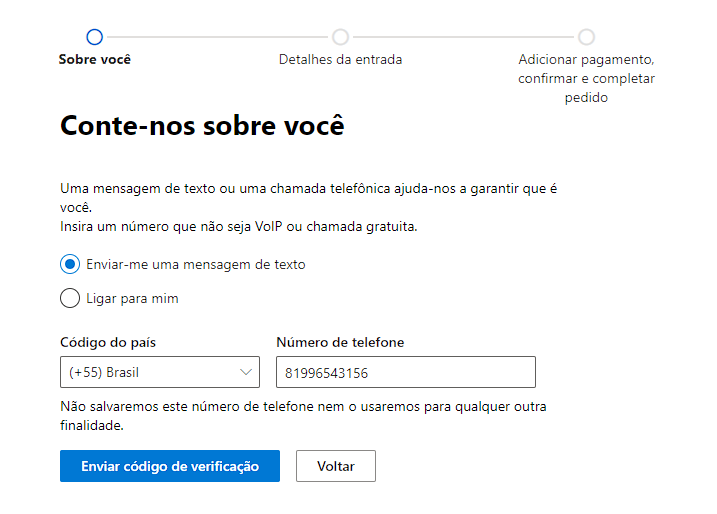 Sobre você
Detalhes da entrada
Adicionar pagamento,
confirmar e completar
pedido
Conte-nos sobre você
Uma mensagem de texto ou uma chamada telefônica ajuda-nos a garantir que é
você.
Insira um número que não seja VoIP ou chamada gratuita.
Enviar-me uma mensagem de texto
Ligar para mim
Código do país
Número de telefone
(+55) Brasil
81996543156
Não salvaremos este número de telefone nem o usaremos para qualquer outra
finalidade.
Enviar código de verificação
Voltar